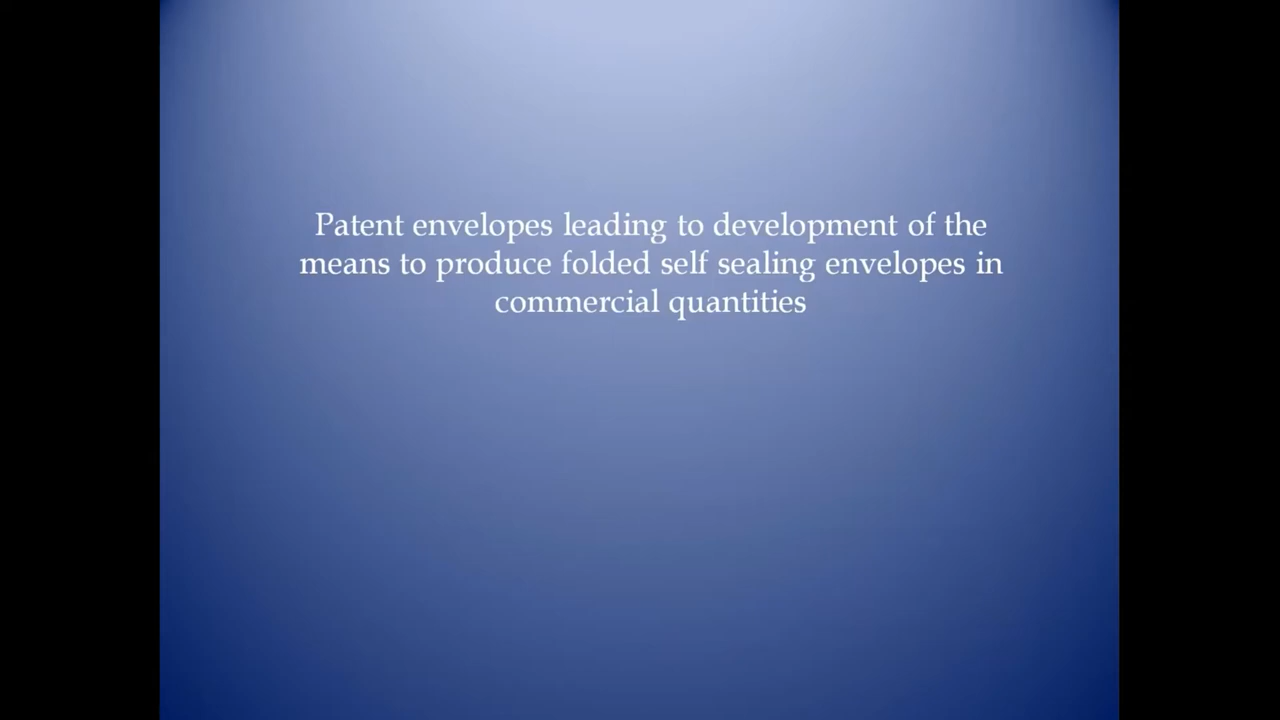 Patent envelopes leading to development of the
means to produce folded self sealing envelopes in
commercial quantities